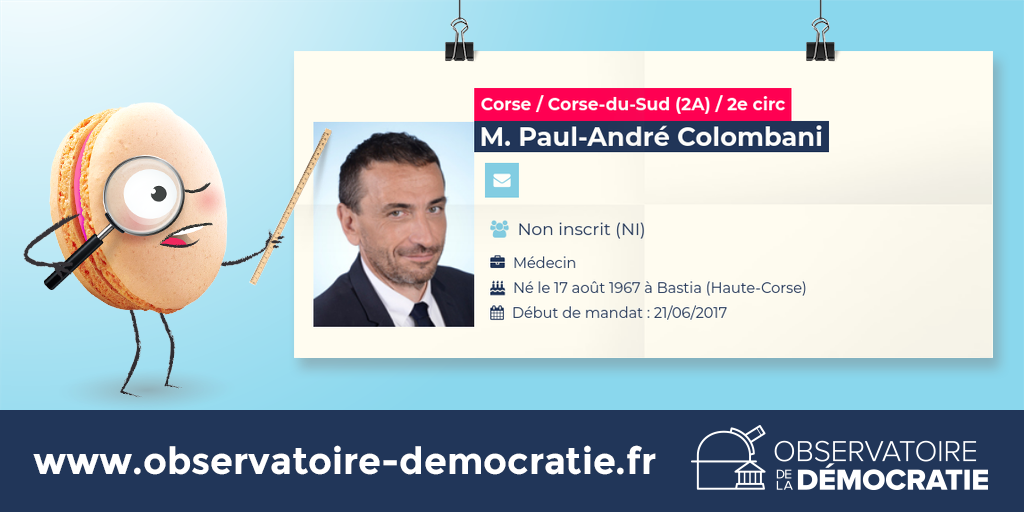 Corse / Corse-du-Sud (2A) / 2e circ
M. Paul-André Colombani
Non inscrit (NI)
Médecin
Né le 17 août 1967 à Bastia (Haute-Corse)
Début de mandat : 21/06/2017
www.observatoire-democratie.fr
OBSERVATOIRE
DE LA DÉMOCRATIE